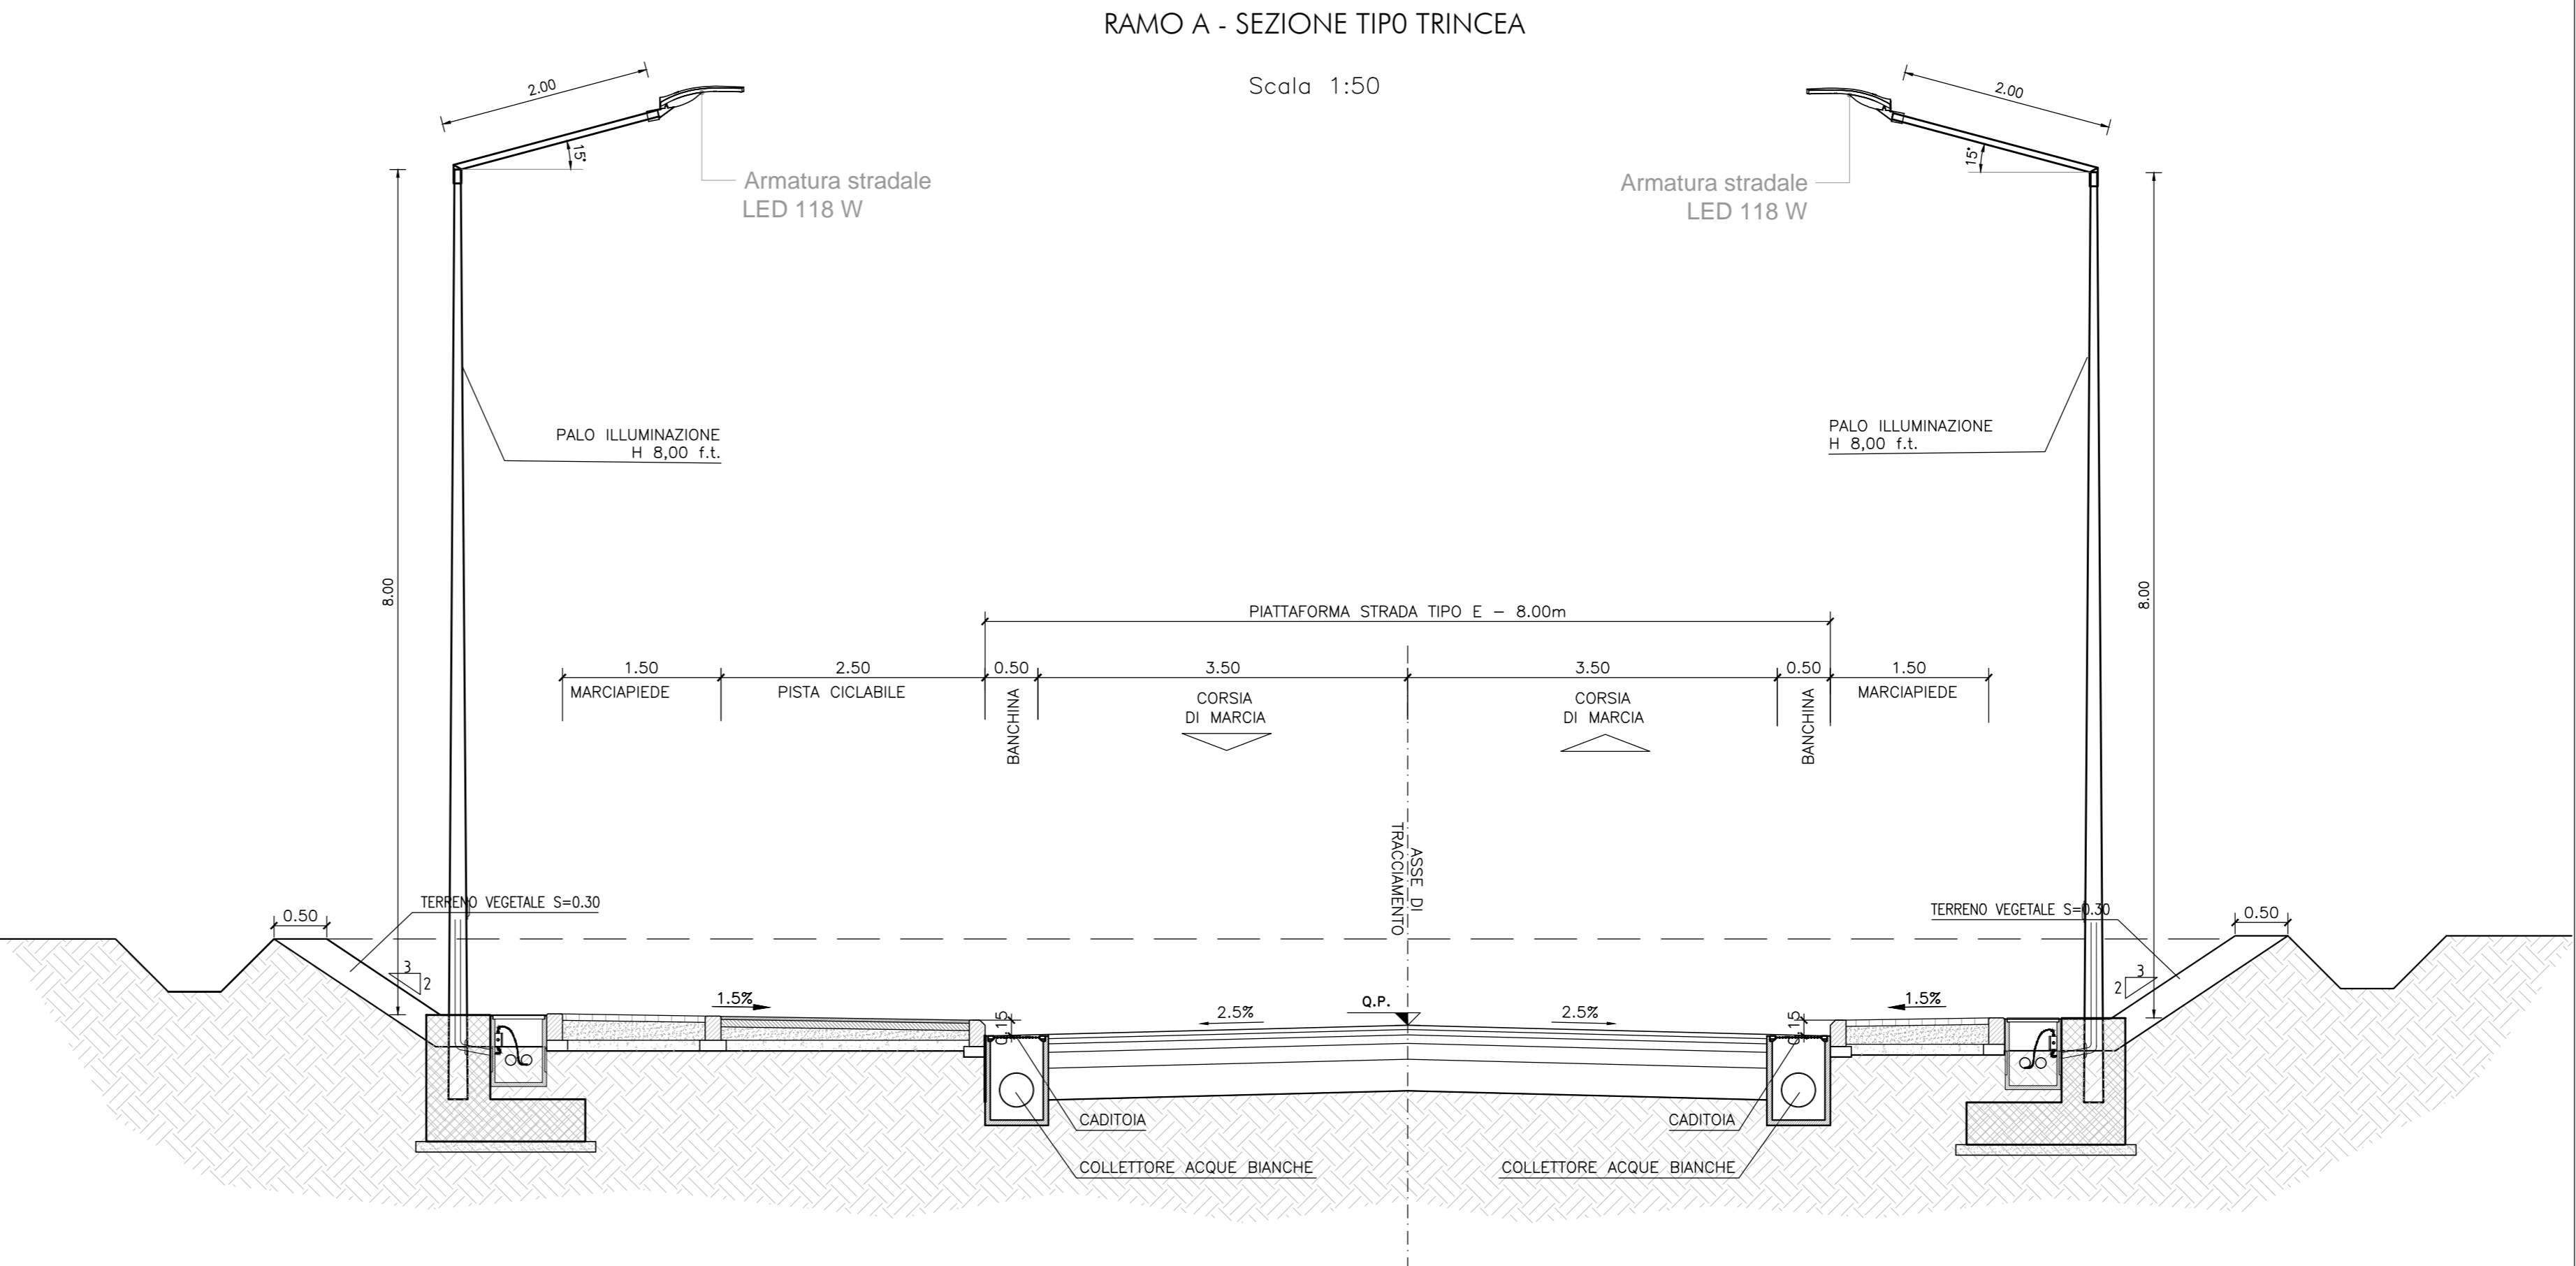 RAMO A - SEZIONE TIP0 TRINCEA
Scala 1:50
2.00
2.00
15°
15°
Armatura stradale
LED 118 W
Armatura stradale
LED 118 W
PALO ILLUMINAZIONE
H 8,00 f.t.
PALO ILLUMINAZIONE
H 8,00 f.t.
8.00
8.00
PIATTAFORMA STRADA TIPO E – 8.00m
1.50
2.50
0.50
3.50
3.50
0.50
1.50
MARCIAPIEDE
PISTA CICLABILE
BANCHINA
CORSIA
DI MARCIA
CORSIA
DI MARCIA
BANCHINA
MARCIAPIEDE
ASSE DI
TRACCIAMENTO
TERRENO VEGETALE S=0.30
TERRENO VEGETALE S=0.30
0.50
0.50
3
2
3
2
1.5%
0,15
2.5%
Q.P.
2.5%
0,15
1.5%
CADITOIA
CADITOIA
COLLETTORE ACQUE BIANCHE
COLLETTORE ACQUE BIANCHE